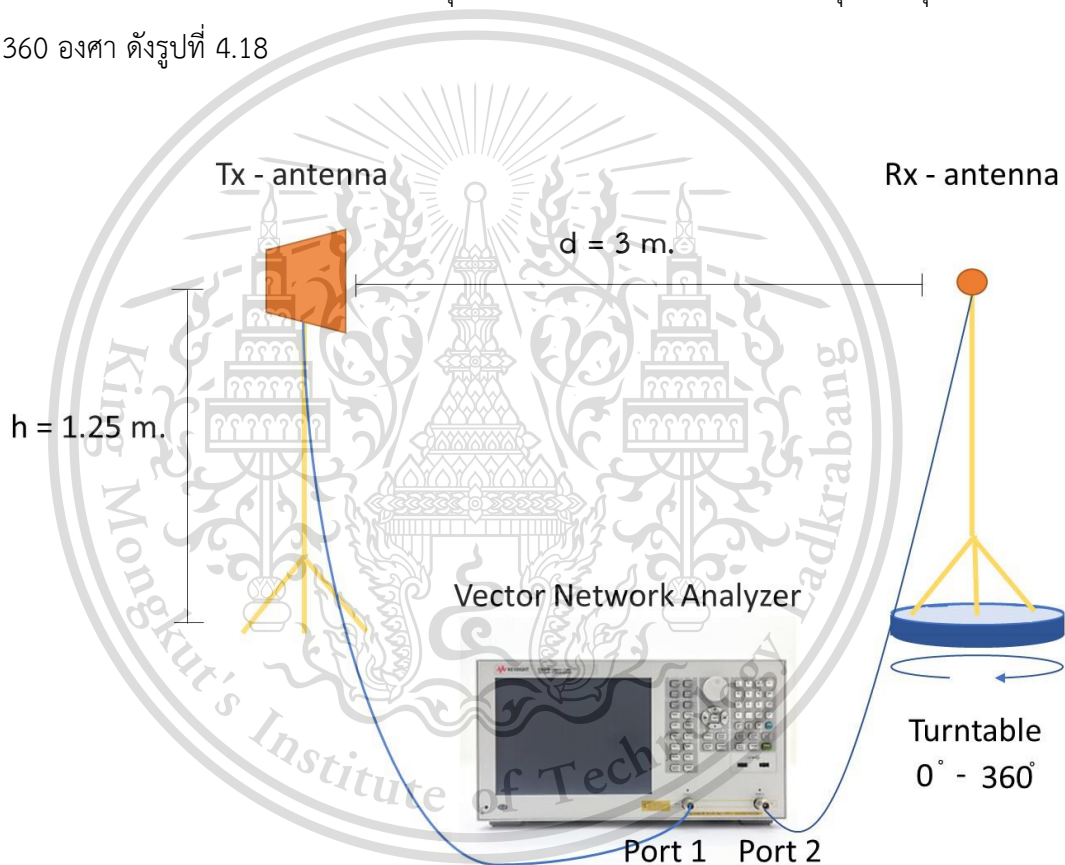 360 องศา ดังรูปที่ 4.18
Tx - antenna
Rx - antenna
d = 3 m.
h = 1.25 m.
Vector Network Analyzer
KEYSIGHT
Turntable
0° - 360°
Port 1 Port 2
King Mongkut's Institute of Technology Ladkrabang